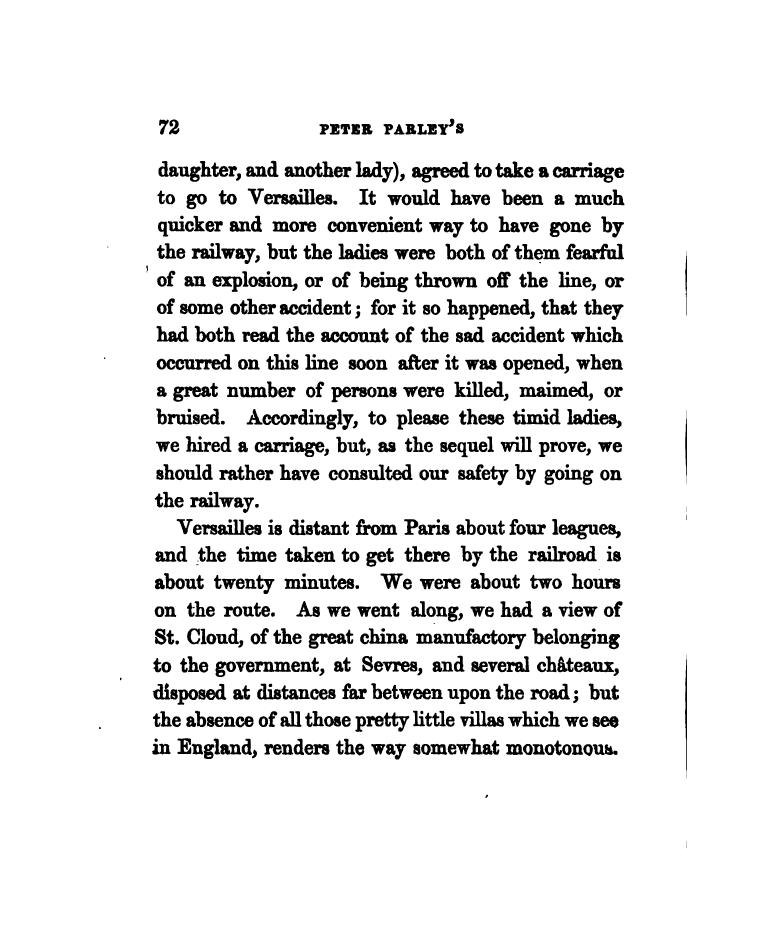 72 PETER PARLEY'S
daughter, and another lady), agreed to take a carriage
to go to Versailles. It would have been a much
quicker and more convenient way to have gone by
the railway, but the ladies were both of them fearful
of an explosion, or of being thrown off the line, or
of some other accident; for it so happened, that they
had both read the account of the sad accident which
occurred on this line soon after it was opened, when
a great number of persons were killed, maimed, or
bruised. Accordingly, to please these timid ladies,
we hired a carriage, but, as the sequel will prove, we
should rather have consulted our safety by going on
the railway.
Versailles is distant from Paris about four leagues,
and the time taken to get there by the railroad is
about twenty minutes. We were about two hours
on the route. As we went along, we had a view of
St. Cloud, of the great china manufactory belonging
to the government, at Sevres, and several châteaux,
disposed at distances far between upon the road; but
the absence of all those pretty little villas which we see
in England, renders the way somewhat monotonous.